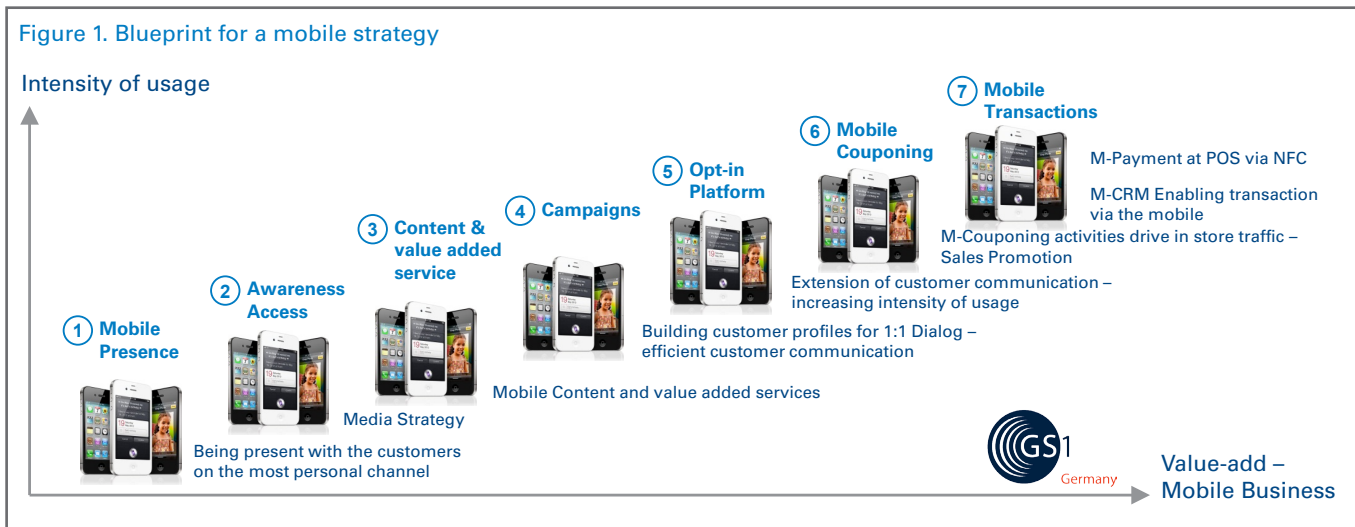 Figure 1. Blueprint for a mobile strategy
Intensity of usage
7 Mobile
Transactions
M-Payment at POS via NFC
M-CRM Enabling transaction
via the mobile
6 Mobile
Couponing
M-Couponing activities drive in store traffic –
Sales Promotion
5 Opt-in
Platform
Extension of customer communication –
increasing intensity of usage
4 Campaigns
Building customer profiles for 1:1 Dialog –
efficient customer communication
3 Content &
value added
service
Mobile Content and value added services
2 Awareness
Access
Media Strategy
1 Mobile
Presence
Being present with the customers
on the most personal channel
GS1
Germany
Value-add –
Mobile Business